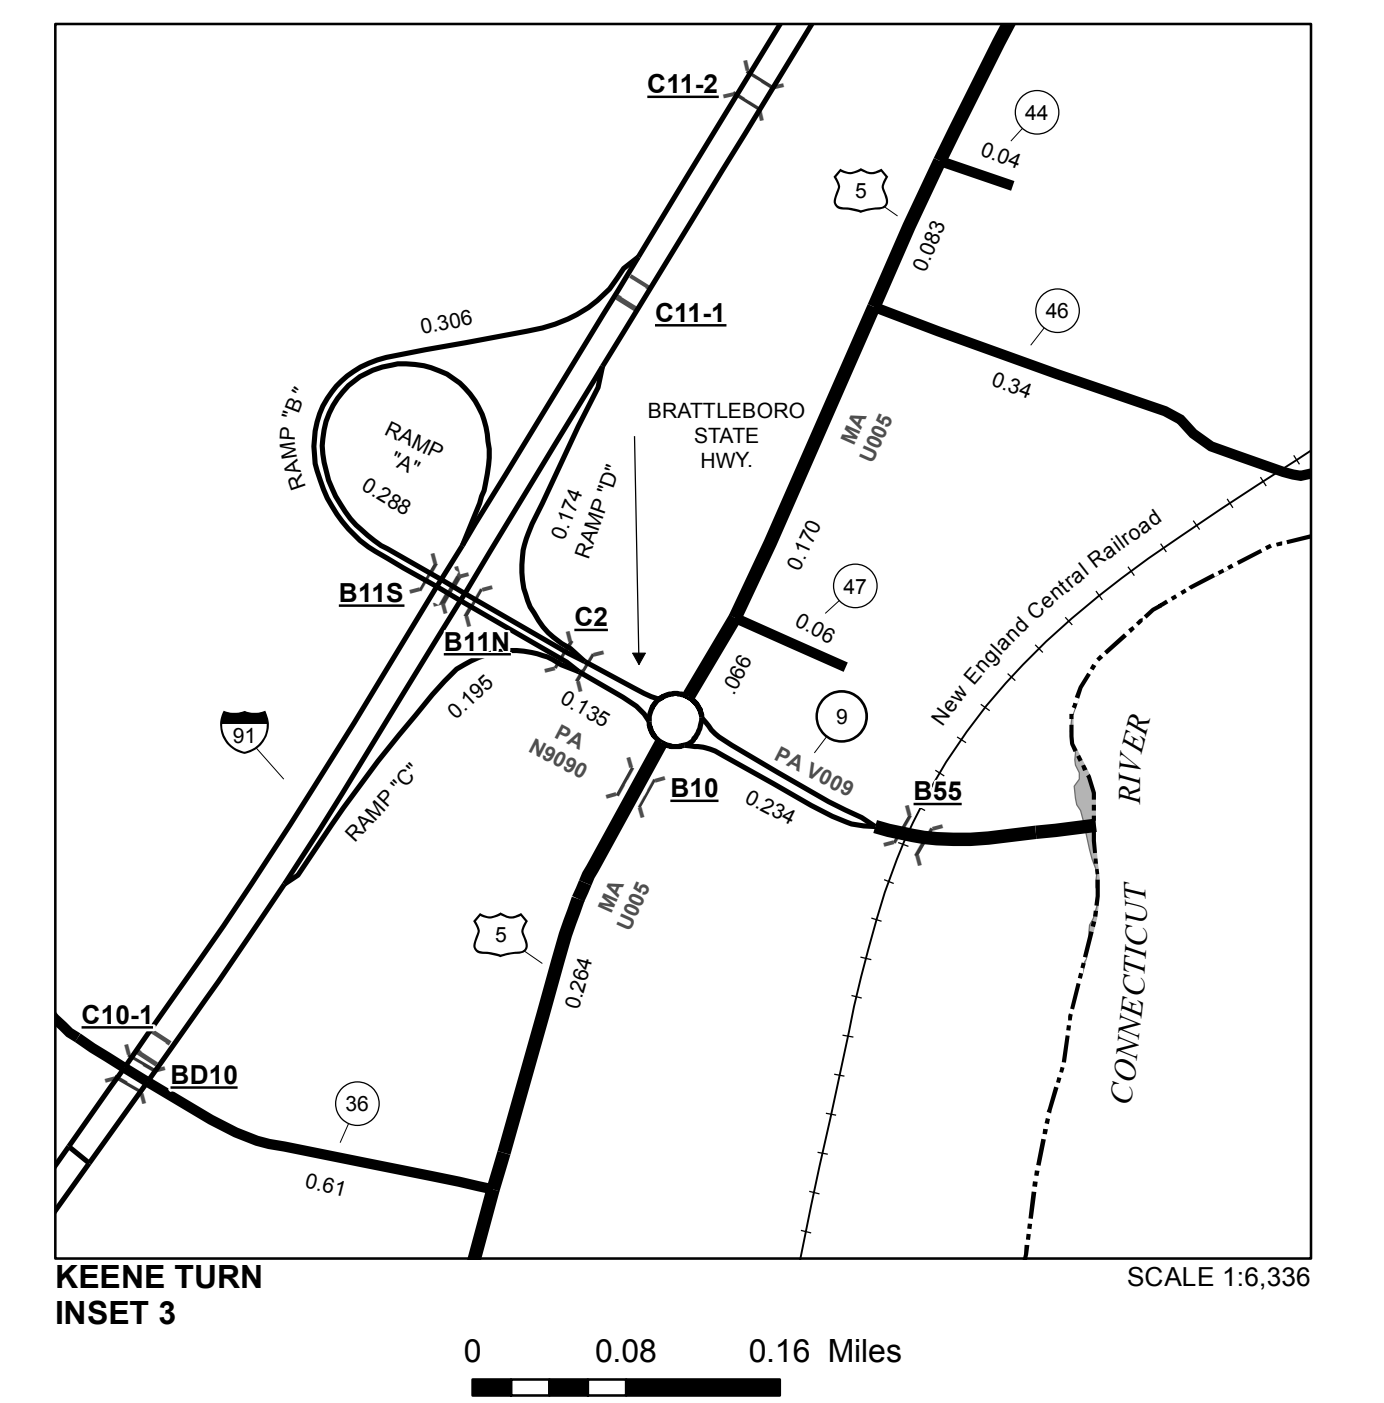 C11-2
44
0.04
5
0.083
C11-1
46
0.306
0.34
BRATTLEBORO
STATE
HWY.
MA
U005
RAMP "B"
RAMP
"A"
0.288
0.174
RAMP "D"
0.170
New England Central Railroad
B11S
47
C2
0.06
B11N
.066
0.195
0.135
9
PA
N9090
PA V009
91
B10
B55
0.234
RIVER
RAMP "C"
MA
U005
5
0.264
CONNECTICUT
C10-1
BD10
36
0.61
KEENE TURN
INSET 3
SCALE 1:6,336
0 0.08 0.16 Miles